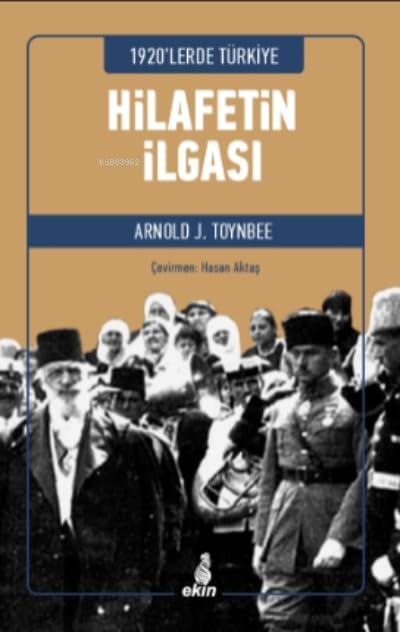 1920'LERDE TÜRKİYE
HİLAFETİN
İLGASI
ARNOLD J. TOYNBEE
Çevirmen: Hasan Aktaş
ekin